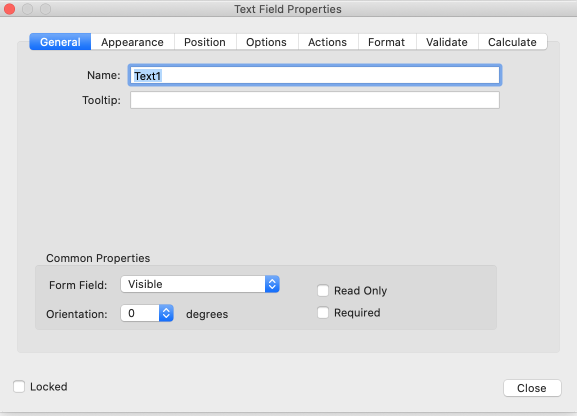 Text Field Properties
General Appearance Position Options Actions Format Validate Calculate
Name: Text1
Tooltip:
Common Properties
Form Field: Visible
Read Only
Orientation: 0 degrees
Required
Locked
Close